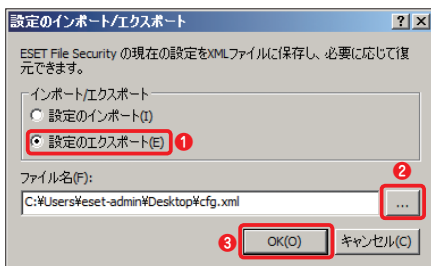 設定のインポート/エクスポート
ESET File Security の現在の設定をXMLファイルに保存し、必要に応じて復
元できます。
インポート/エクスポート
設定のインポート(I)
設定のエクスポート(E) 1
ファイル名(F):
2
C:¥Users¥eset-admin¥Desktop¥cfg.xml ...
3 OK(O) キャンセル(C)